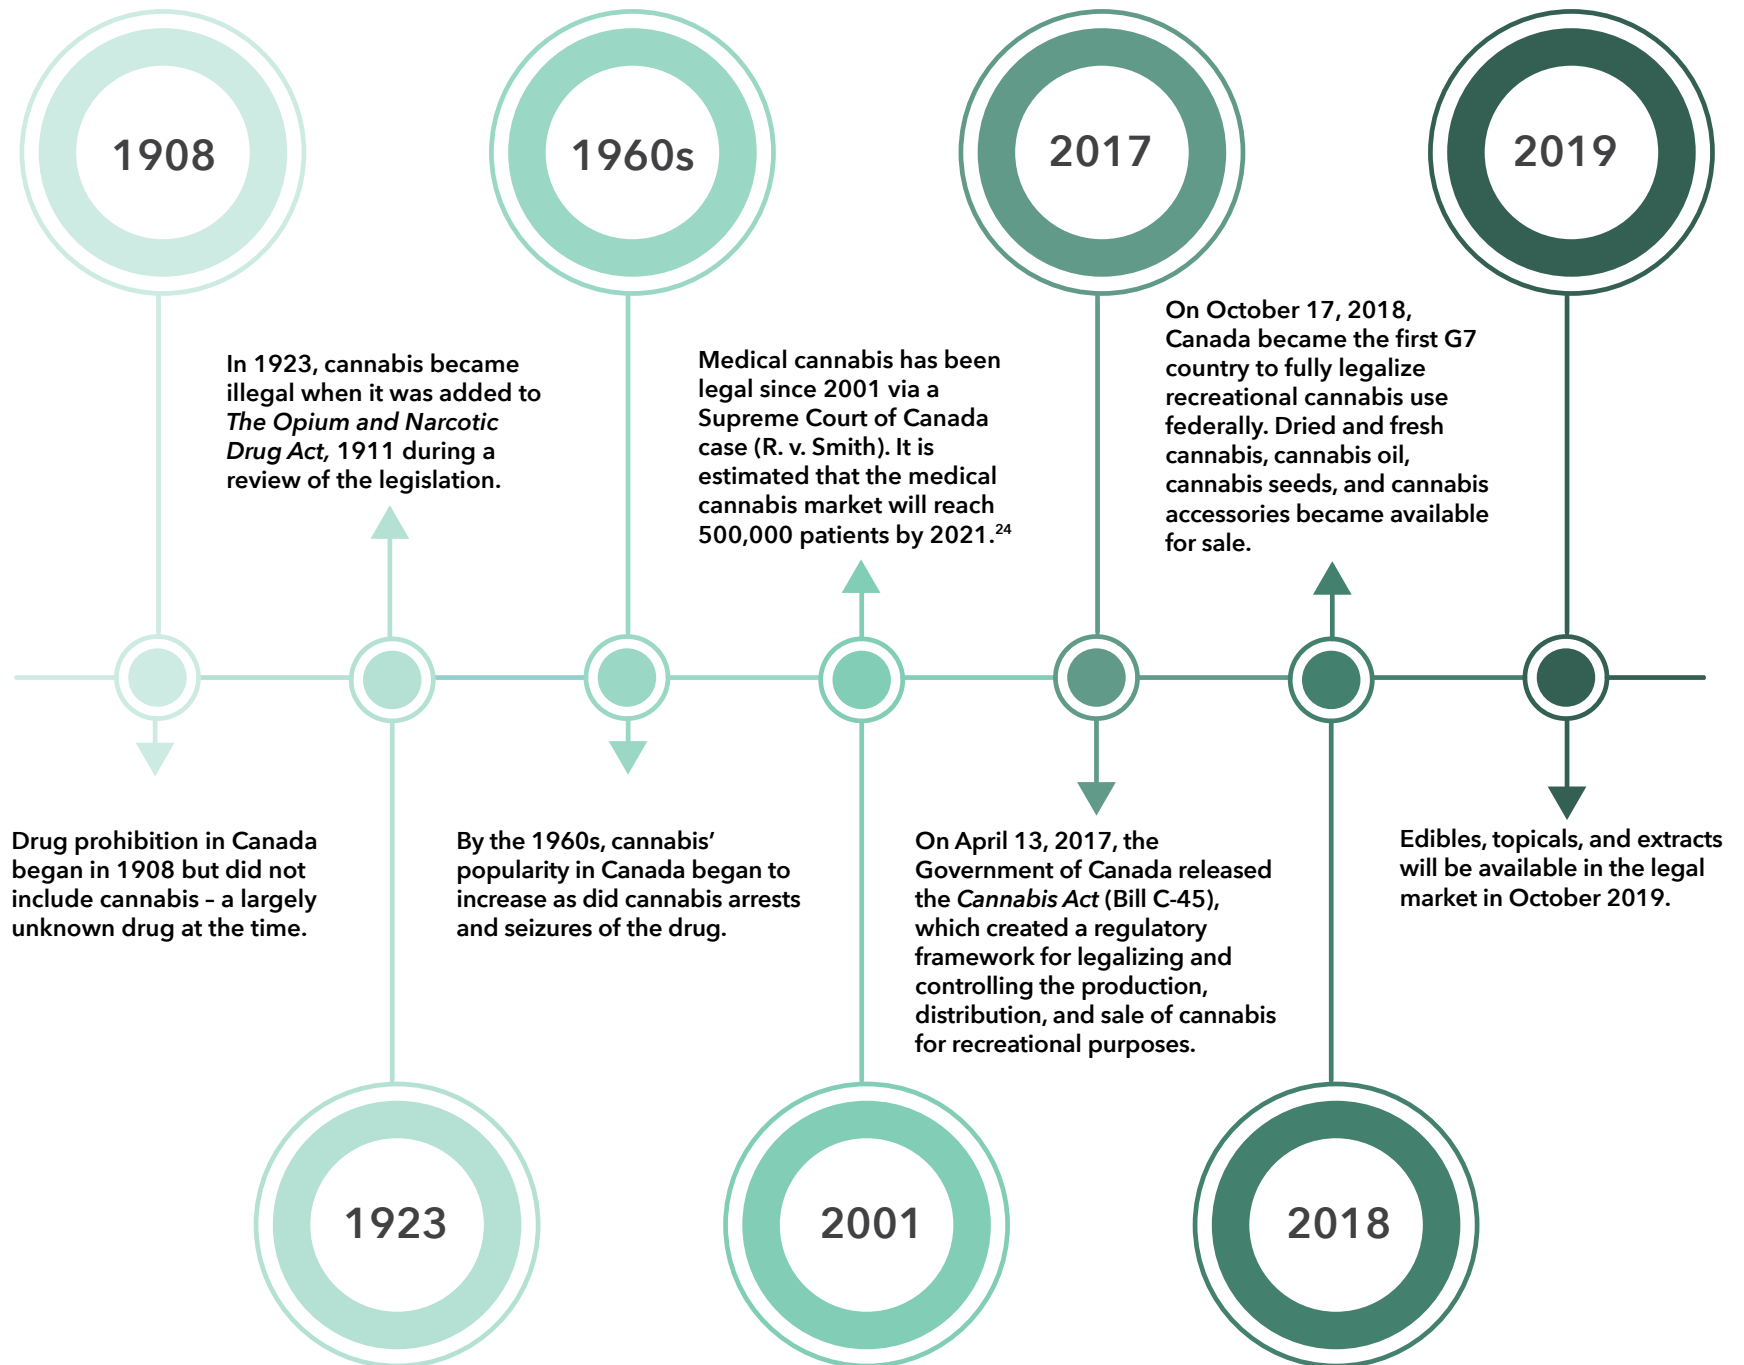 1908
1960s
2017
2019
In 1923, cannabis became
illegal when it was added to
The Opium and Narcotic
Drug Act, 1911 during a
review of the legislation.
Medical cannabis has been
legal since 2001 via a
Supreme Court of Canada
case (R. v. Smith). It is
estimated that the medical
cannabis market will reach
500,000 patients by 2021.²⁴
On October 17, 2018,
Canada became the first G7
country to fully legalize
recreational cannabis use
federally. Dried and fresh
cannabis, cannabis oil,
cannabis seeds, and cannabis
accessories became available
for sale.
Drug prohibition in Canada
began in 1908 but did not
include cannabis – a largely
unknown drug at the time.
By the 1960s, cannabis’
popularity in Canada began to
increase as did cannabis arrests
and seizures of the drug.
On April 13, 2017, the
Government of Canada released
the Cannabis Act (Bill C-45),
which created a regulatory
framework for legalizing and
controlling the production,
distribution, and sale of cannabis
for recreational purposes.
Edibles, topicals, and extracts
will be available in the legal
market in October 2019.
1923
2001
2018